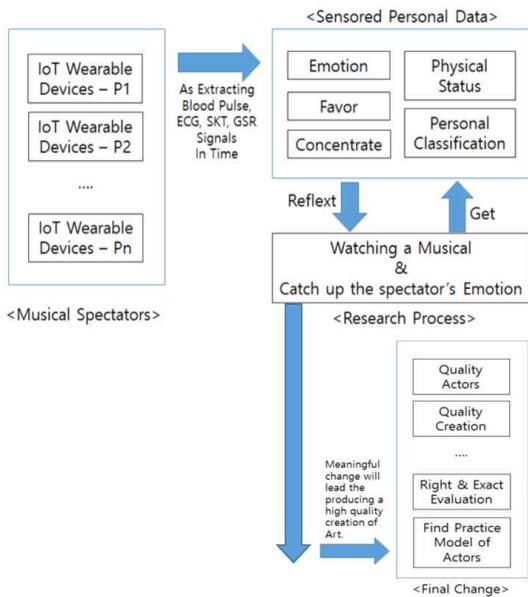 <Sensored Personal Data>
IoT Wearable
Devices – P1
IoT Wearable
Devices – P2
....
IoT Wearable
Devices – Pn
<Musical Spectators>
As Extracting
Blood Pulse,
ECG, SKT, GSR
Signals
In Time
Emotion
Favor
Concentrate
Physical
Status
Personal
Classification
Reflext
Get
Watching a Musical
&
Catch up the spectator's Emotion
<Research Process>
Quality
Actors
Quality
Creation
....
Right & Exact
Evaluation
Find Practice
Model of
Actors
Meaningful
change will
lead the
producing a
high quality
creation of
Art.
<Final Change>